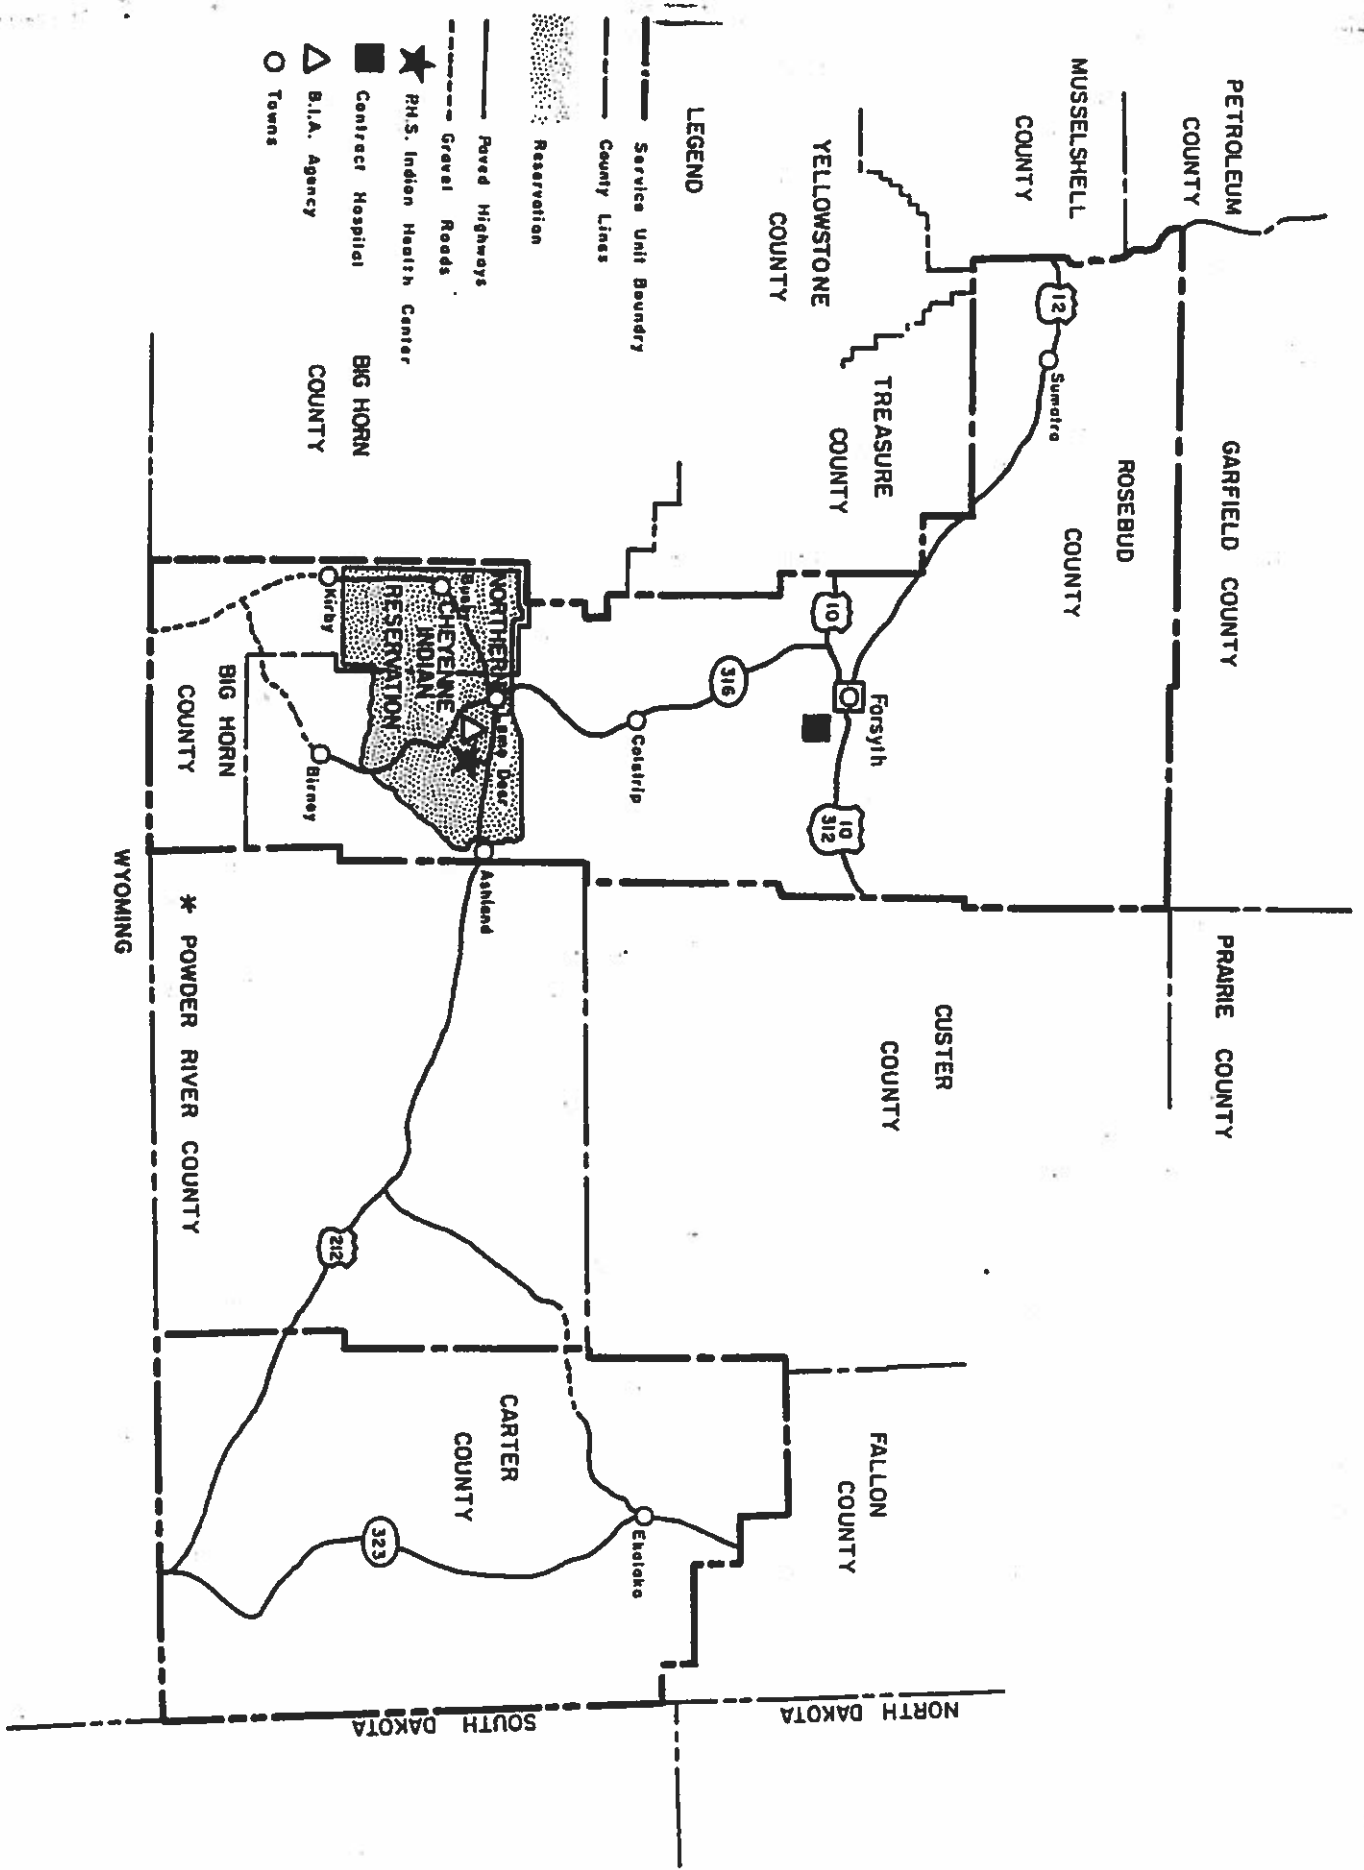 PETROLEUM
COUNTY
GARFIELD COUNTY
PRAIRIE COUNTY
MUSSELSHELL
COUNTY
12
Sumatra
ROSEBUD
COUNTY
YELLOWSTONE
COUNTY
TREASURE
COUNTY
10
Forsyth
10
312
CUSTER
COUNTY
FALLON
COUNTY
NORTH DAKOTA
316
Colstrip
LEGEND
Service Unit Boundry
County Lines
Reservation
Paved Highways
Gravel Roads
P.H.S. Indian Health Center
Contract Hospital
B.I.A. Agency
Towns
NORTHERN
CHEYENNE
INDIAN
RESERVATION
Busby
Lame Deer
Ashland
Kirby
Birney
BIG HORN
COUNTY
BIG HORN
COUNTY
* POWDER RIVER COUNTY
212
CARTER
COUNTY
Ekalaka
323
SOUTH DAKOTA
WYOMING